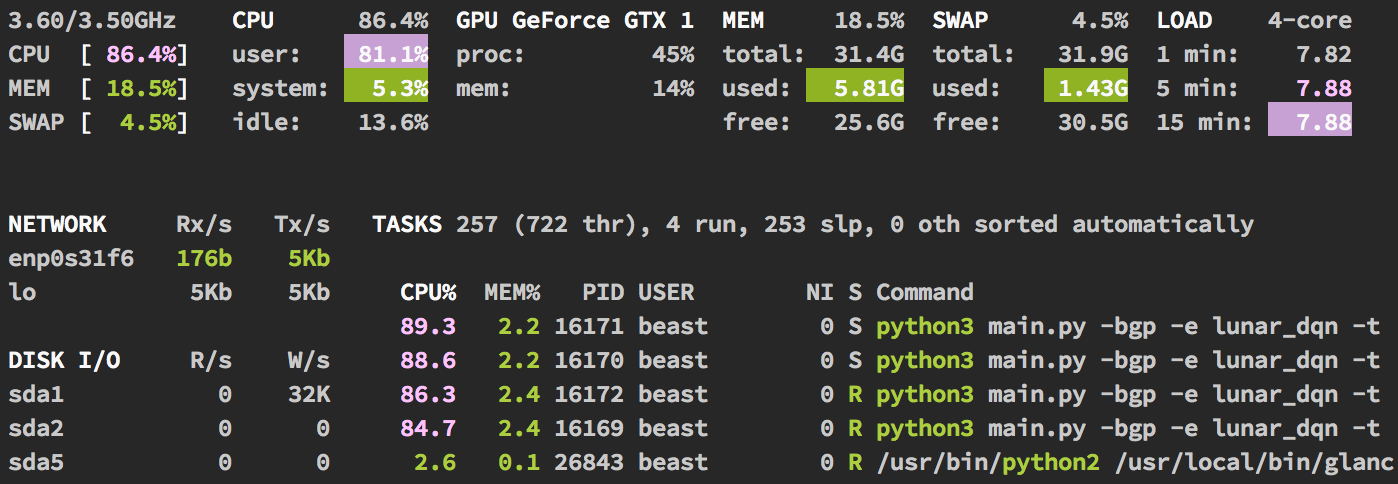 3.60/3.50GHz CPU 86.4% GPU GeForce GTX 1 MEM 18.5% SWAP 4.5% LOAD 4-core
CPU [ 86.4%] user: 81.1% proc: 45% total: 31.4G total: 31.9G 1 min: 7.82
MEM [ 18.5%] system: 5.3% mem: 14% used: 5.81G used: 1.43G 5 min: 7.88
SWAP [ 4.5%] idle: 13.6% free: 25.6G free: 30.5G 15 min: 7.88
NETWORK Rx/s Tx/s TASKS 257 (722 thr), 4 run, 253 slp, 0 oth sorted automatically
enp0s31f6 176b 5Kb
lo 5Kb 5Kb CPU% MEM% PID USER NI S Command
89.3 2.2 16171 beast 0 S python3 main.py -bgp -e lunar_dqn -t
DISK I/O R/s W/s 88.6 2.2 16170 beast 0 S python3 main.py -bgp -e lunar_dqn -t
sda1 0 32K 86.3 2.4 16172 beast 0 R python3 main.py -bgp -e lunar_dqn -t
sda2 0 0 84.7 2.4 16169 beast 0 R python3 main.py -bgp -e lunar_dqn -t
sda5 0 0 2.6 0.1 26843 beast 0 R /usr/bin/python2 /usr/local/bin/glanc